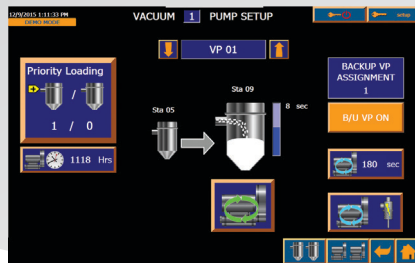 12/9/2015 1:11:33 PM
DEMO MODE
VACUUM 1 PUMP SETUP
setup
VP 01
Priority Loading
/
1 / 0
1118 Hrs
Sta 05
Sta 09
8 sec
BACKUP VP
ASSIGNMENT
1
B/U VP ON
180 sec